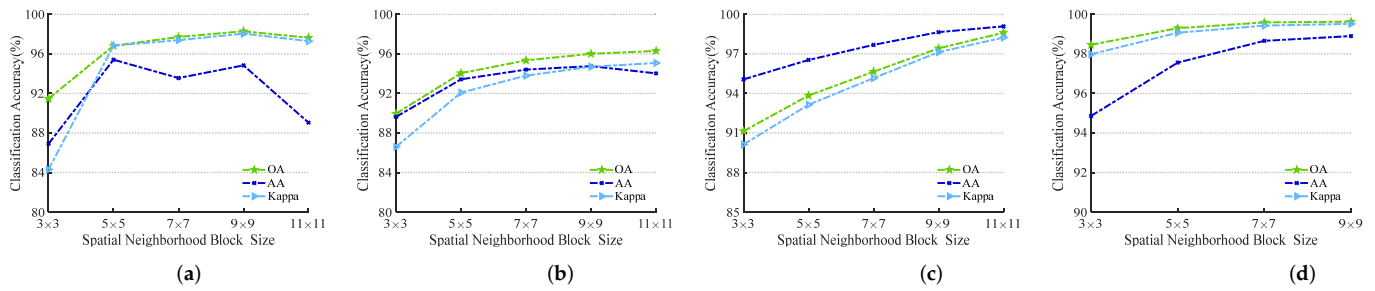 Classification Accuracy(%)
100
96
92
88
84
80
3×3
5×5
7×7
9×9
11×11
OA
AA
Kappa
Spatial Neighborhood Block Size
(a)
Classification Accuracy(%)
100
96
92
88
84
80
3×3
5×5
7×7
9×9
11×11
OA
AA
Kappa
Spatial Neighborhood Block Size
(b)
Classification Accuracy(%)
100
97
94
91
88
85
3×3
5×5
7×7
9×9
11×11
OA
AA
Kappa
Spatial Neighborhood Block Size
(c)
Classification Accuracy(%)
100
98
96
94
92
90
3×3
5×5
7×7
9×9
OA
AA
Kappa
Spatial Neighborhood Block Size
(d)